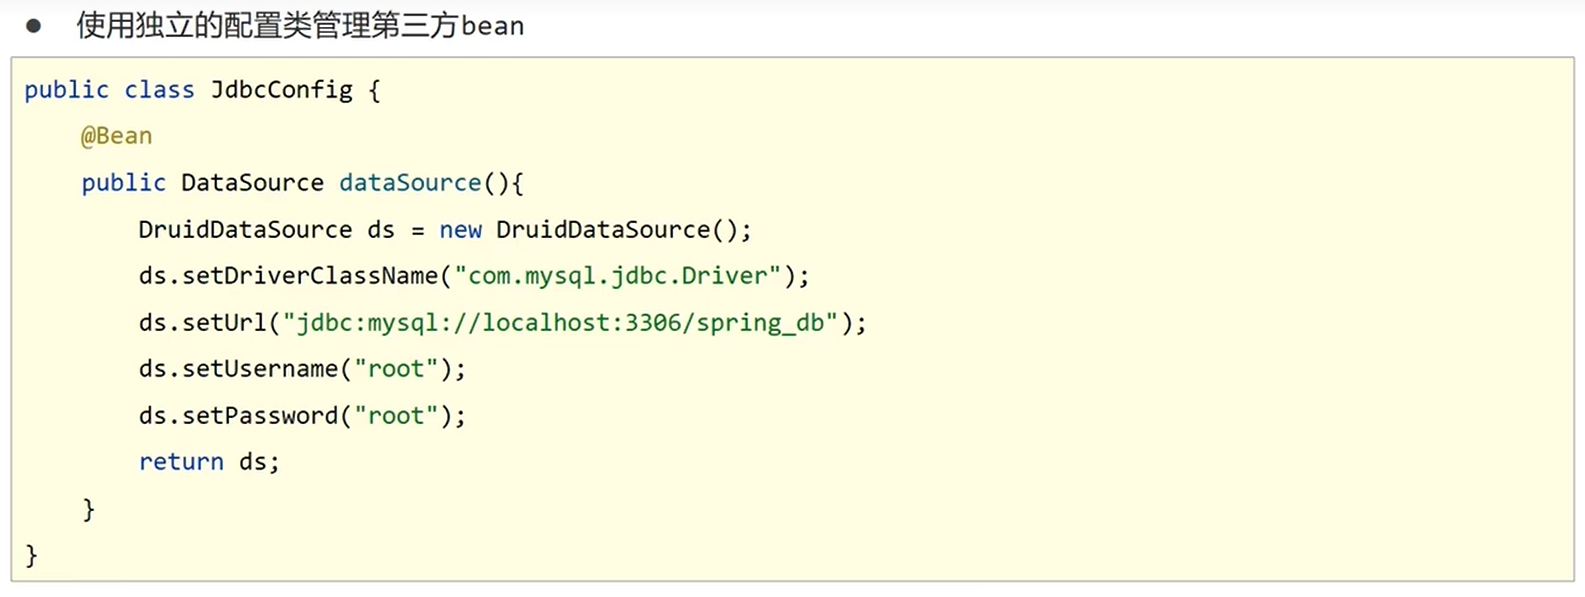 ● 使用独立的配置类管理第三方bean
public class JdbcConfig {
    @Bean
    public DataSource dataSource(){
        DruidDataSource ds = new DruidDataSource();
        ds.setDriverClassName("com.mysql.jdbc.Driver");
        ds.setUrl("jdbc:mysql://localhost:3306/spring_db");
        ds.setUsername("root");
        ds.setPassword("root");
        return ds;
    }
}